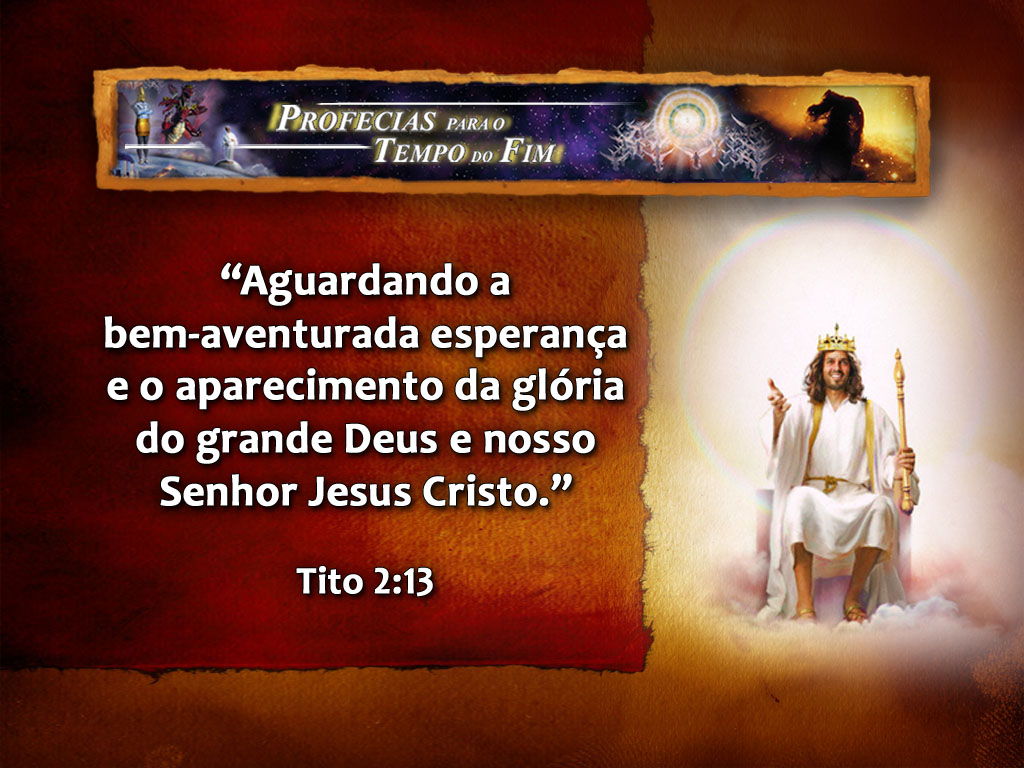 PROFECIAS PARA O
TEMPO DO FIM
“Aguardando a
bem-aventurada esperança
e o aparecimento da glória
do grande Deus e nosso
Senhor Jesus Cristo.”
Tito 2:13